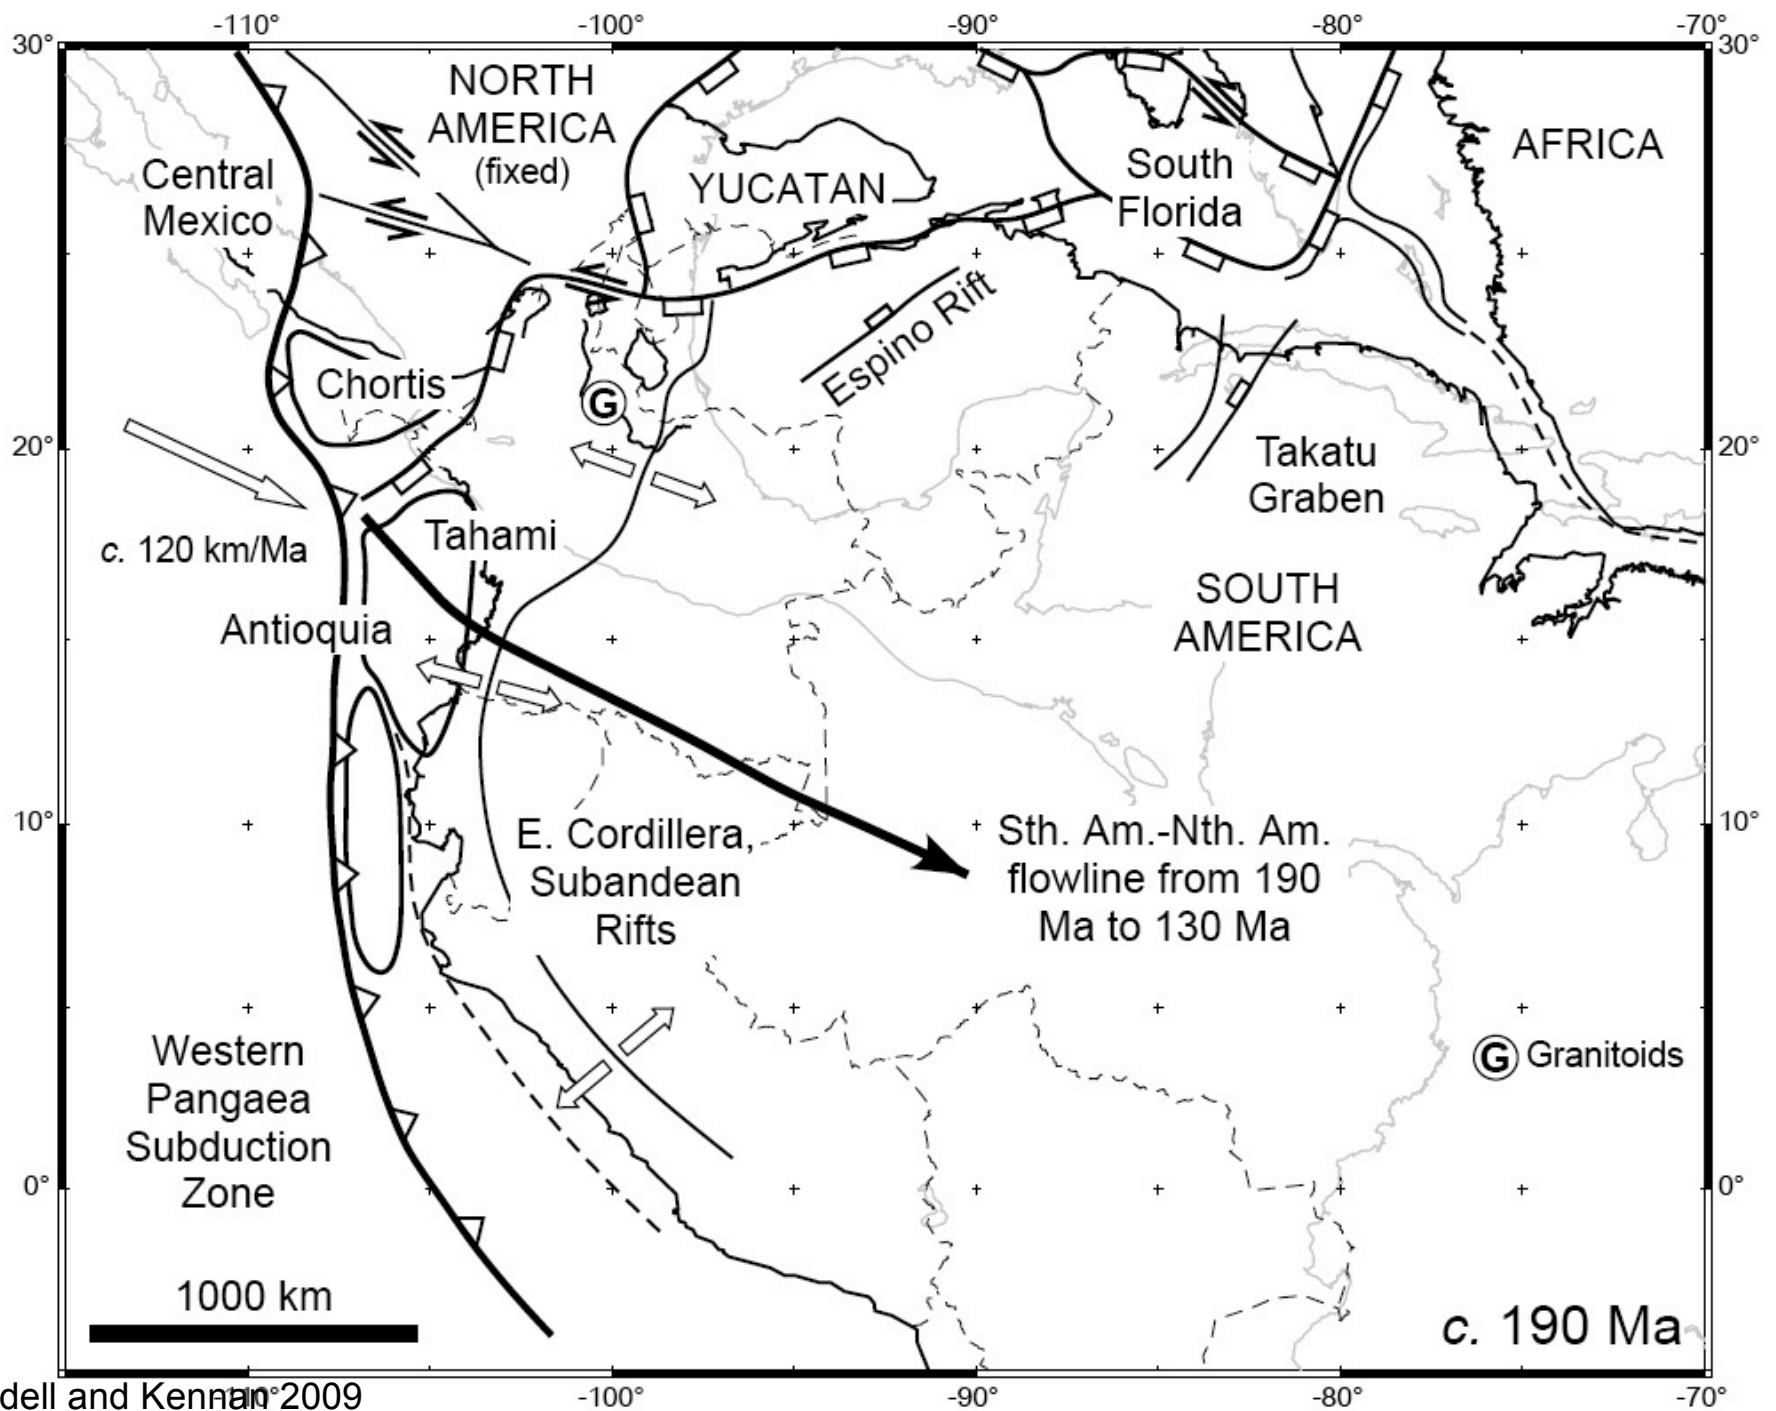 -110° -100° -90° -80° -70°
30° 30°
NORTH
AMERICA
(fixed)
Central
Mexico
YUCATAN
South
Florida
AFRICA
Espino Rift
Chortis
G
20° 20°
Takatu
Graben
Tahami
c. 120 km/Ma
Antioquia
SOUTH
AMERICA
10° 10°
E. Cordillera,
Subandean
Rifts
Sth. Am.-Nth. Am.
flowline from 190
Ma to 130 Ma
Western
Pangaea
Subduction
Zone
G Granitoids
0° 0°
1000 km
c. 190 Ma
dell and Kennan 2009
-110° -100° -90° -80° -70°